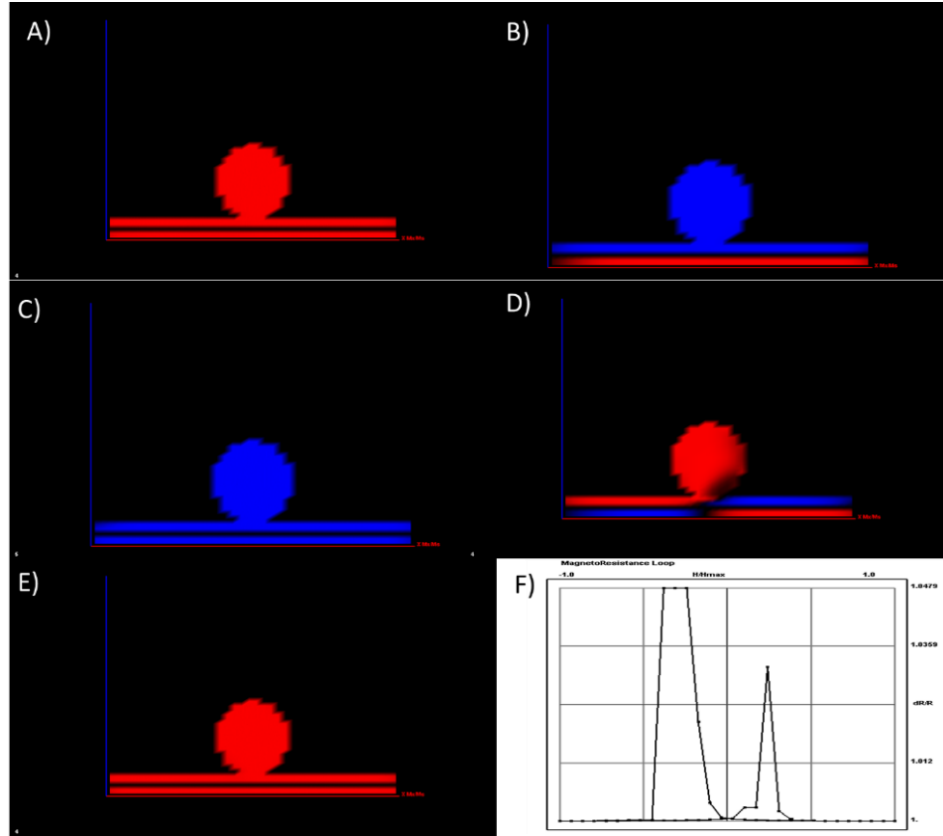 A)
B)
C)
D)
E)
F)
MagnetoResistance Loop
-1.0 H/Hmax 1.0
1.0479
1.0359
dR/R
1.012
1.